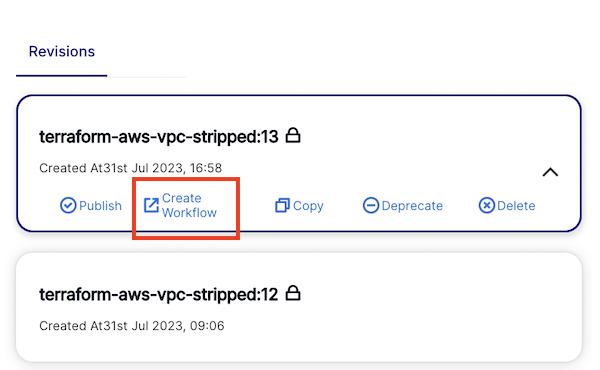 Revisions
terraform-aws-vpc-stripped:13
Created At31st Jul 2023, 16:58
Publish
Create
Workflow
Copy
Deprecate
Delete
terraform-aws-vpc-stripped:12
Created At31st Jul 2023, 09:06